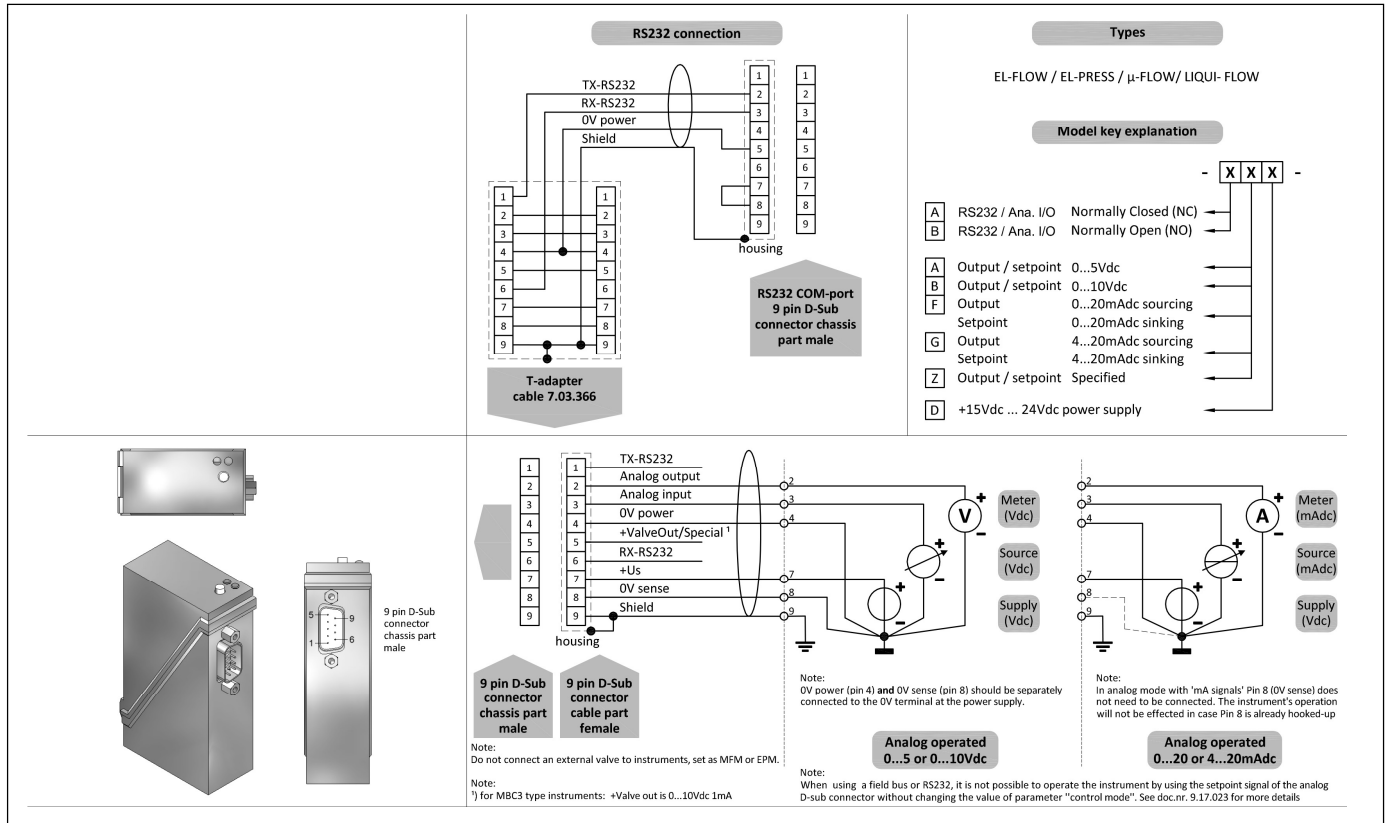 RS232 connection
TX-RS232
RX-RS232
0V power
Shield
1
2
3
4
5
6
7
8
9
1
2
3
4
5
6
7
8
9
1
2
3
4
5
6
7
8
9
1
2
3
4
5
6
7
8
9
housing
RS232 COM-port
9 pin D-Sub
connector chassis
part male
T-adapter
cable 7.03.366
Types
EL-FLOW / EL-PRESS / µ-FLOW/ LIQUI- FLOW
Model key explanation
- X X X -
A RS232 / Ana. I/O Normally Closed (NC)
B RS232 / Ana. I/O Normally Open (NO)
A Output / setpoint 0...5Vdc
B Output / setpoint 0...10Vdc
F Output 0...20mAdc sourcing
Setpoint 0...20mAdc sinking
G Output 4...20mAdc sourcing
Setpoint 4...20mAdc sinking
Z Output / setpoint Specified
D +15Vdc ... 24Vdc power supply
5
9
1
6
9 pin D-Sub
connector
chassis part
male
1
2
3
4
5
6
7
8
9
1
2
3
4
5
6
7
8
9
TX-RS232
Analog output
Analog input
0V power
+ValveOut/Special ¹
RX-RS232
+Us
0V sense
Shield
housing
9 pin D-Sub
connector
chassis part
male
9 pin D-Sub
connector
cable part
female
Note:
Do not connect an external valve to instruments, set as MFM or EPM.
Note:
¹) for MBC3 type instruments: +Valve out is 0...10Vdc 1mA
2
3
4
7
8
9
V
+
−
+
−
+
−
Meter
(Vdc)
Source
(Vdc)
Supply
(Vdc)
Note:
0V power (pin 4) and 0V sense (pin 8) should be separately
connected to the 0V terminal at the power supply.
Analog operated
0...5 or 0...10Vdc
2
3
4
7
8
9
A
+
−
+
−
+
−
Meter
(mAdc)
Source
(mAdc)
Supply
(Vdc)
Note:
In analog mode with 'mA signals' Pin 8 (0V sense) does
not need to be connected. The instrument's operation
will not be effected in case Pin 8 is already hooked-up
Analog operated
0...20 or 4...20mAdc
Note:
When using a field bus or RS232, it is not possible to operate the instrument by using the setpoint signal of the analog
D-sub connector without changing the value of parameter "control mode". See doc.nr. 9.17.023 for more details